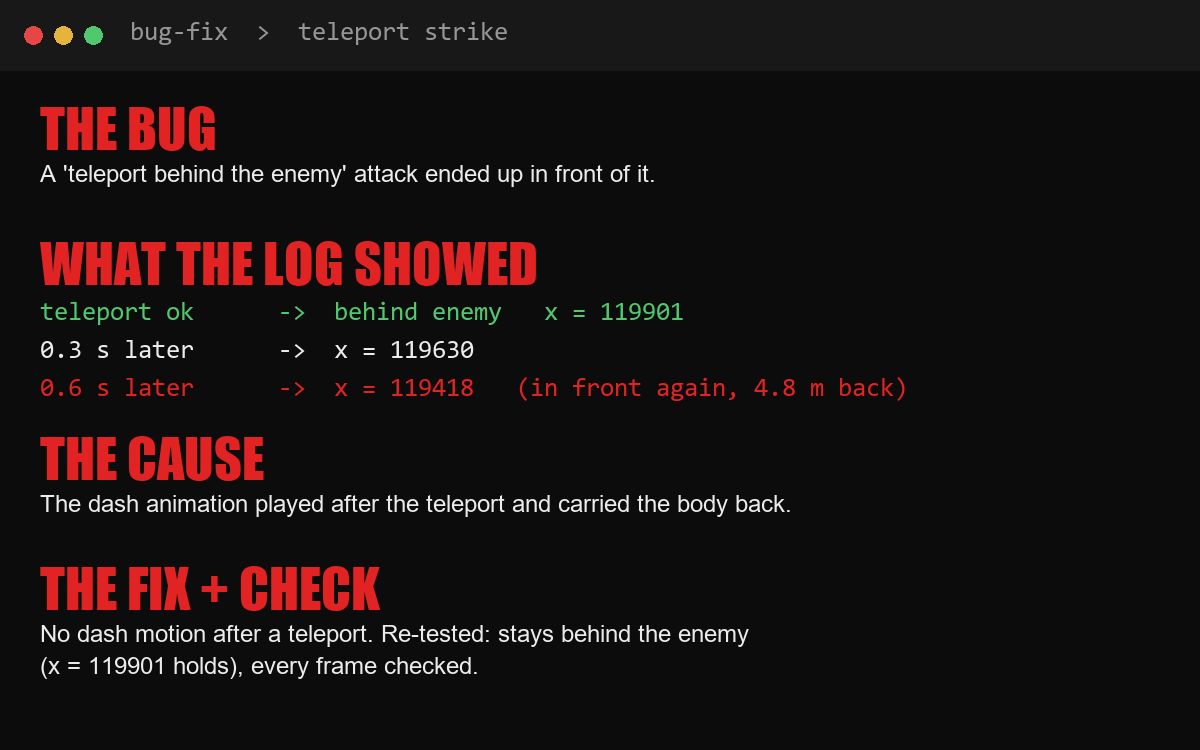 bug-fix > teleport strike
THE BUG
A 'teleport behind the enemy' attack ended up in front of it.
WHAT THE LOG SHOWED
teleport ok -> behind enemy x = 119901
0.3 s later -> x = 119630
0.6 s later -> x = 119418 (in front again, 4.8 m back)
THE CAUSE
The dash animation played after the teleport and carried the body back.
THE FIX + CHECK
No dash motion after a teleport. Re-tested: stays behind the enemy
(x = 119901 holds), every frame checked.